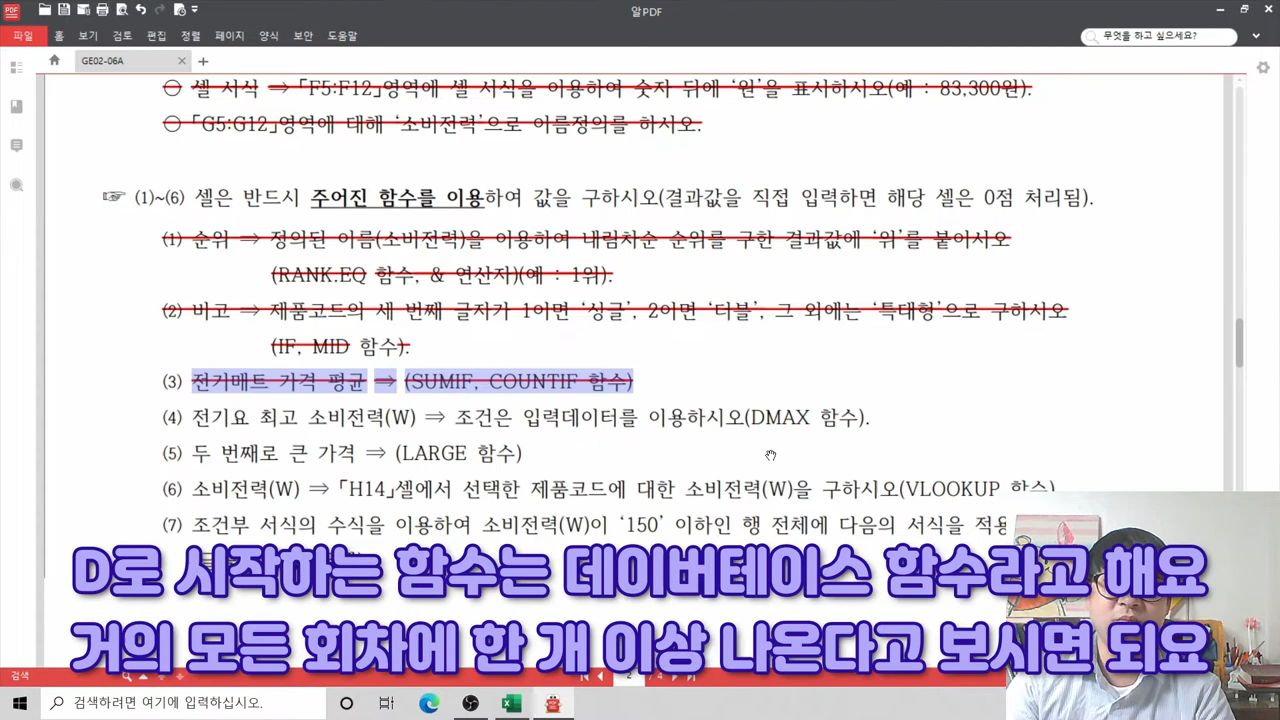 알PDF
파일 홈 보기 검토 편집 정렬 페이지 양식 보안 도움말
무엇을 하고 싶으세요?
GE02-06A
○ 셀 서식 ⇒ 「F5:F12」영역에 셀 서식을 이용하여 숫자 뒤에 ‘원’을 표시하시오(예 : 83,300원).
○ 「G5:G12」영역에 대해 ‘소비전력’으로 이름정의를 하시오.
☞ (1)~(6) 셀은 반드시 주어진 함수를 이용하여 값을 구하시오(결과값을 직접 입력하면 해당 셀은 0점 처리됨).
(1) 순위 ⇒ 정의된 이름(소비전력)을 이용하여 내림차순 순위를 구한 결과값에 ‘위’를 붙이시오
(RANK.EQ 함수, & 연산자)(예 : 1위).
(2) 비고 ⇒ 제품코드의 세 번째 글자가 1이면 ‘싱글’, 2이면 ‘더블’, 그 외에는 ‘특대형’으로 구하시오
(IF, MID 함수).
(3) 전기매트 가격 평균 ⇒ (SUMIF, COUNTIF 함수)
(4) 전기요 최고 소비전력(W) ⇒ 조건은 입력데이터를 이용하시오(DMAX 함수).
(5) 두 번째로 큰 가격 ⇒ (LARGE 함수)
(6) 소비전력(W) ⇒ 「H14」셀에서 선택한 제품코드에 대한 소비전력(W)을 구하시오(VLOOKUP 함수)
(7) 조건부 서식의 수식을 이용하여 소비전력(W)이 ‘150’ 이하인 행 전체에 다음의 서식을 적용
D로 시작하는 함수는 데이버테이스 함수라고 해요
거의 모든 회차에 한 개 이상 나온다고 보시면 되요
검색
2 / 4
검색하려면 여기에 입력하십시오.